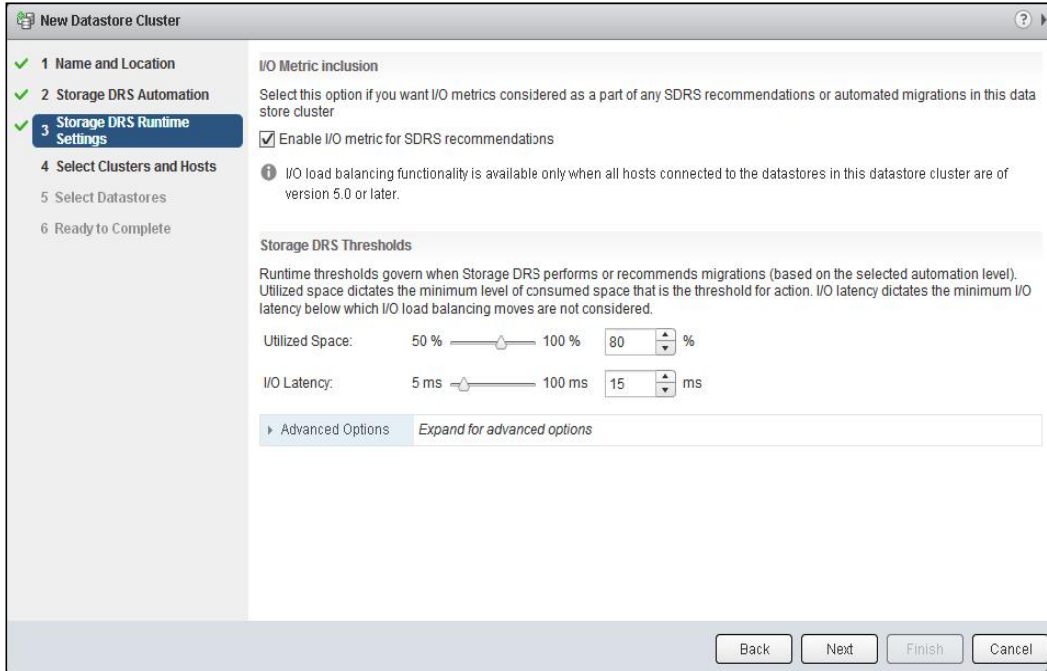 New Datastore Cluster
?
1 Name and Location
2 Storage DRS Automation
3 Storage DRS Runtime
Settings
4 Select Clusters and Hosts
5 Select Datastores
6 Ready to Complete
I/O Metric inclusion
Select this option if you want I/O metrics considered as a part of any SDRS recommendations or automated migrations in this data
store cluster
Enable I/O metric for SDRS recommendations
I/O load balancing functionality is available only when all hosts connected to the datastores in this datastore cluster are of
version 5.0 or later.
Storage DRS Thresholds
Runtime thresholds govern when Storage DRS performs or recommends migrations (based on the selected automation level).
Utilized space dictates the minimum level of consumed space that is the threshold for action. I/O latency dictates the minimum I/O
latency below which I/O load balancing moves are not considered.
Utilized Space: 50 % 100 % 80 %
I/O Latency: 5 ms 100 ms 15 ms
Advanced Options Expand for advanced options
Back Next Finish Cancel